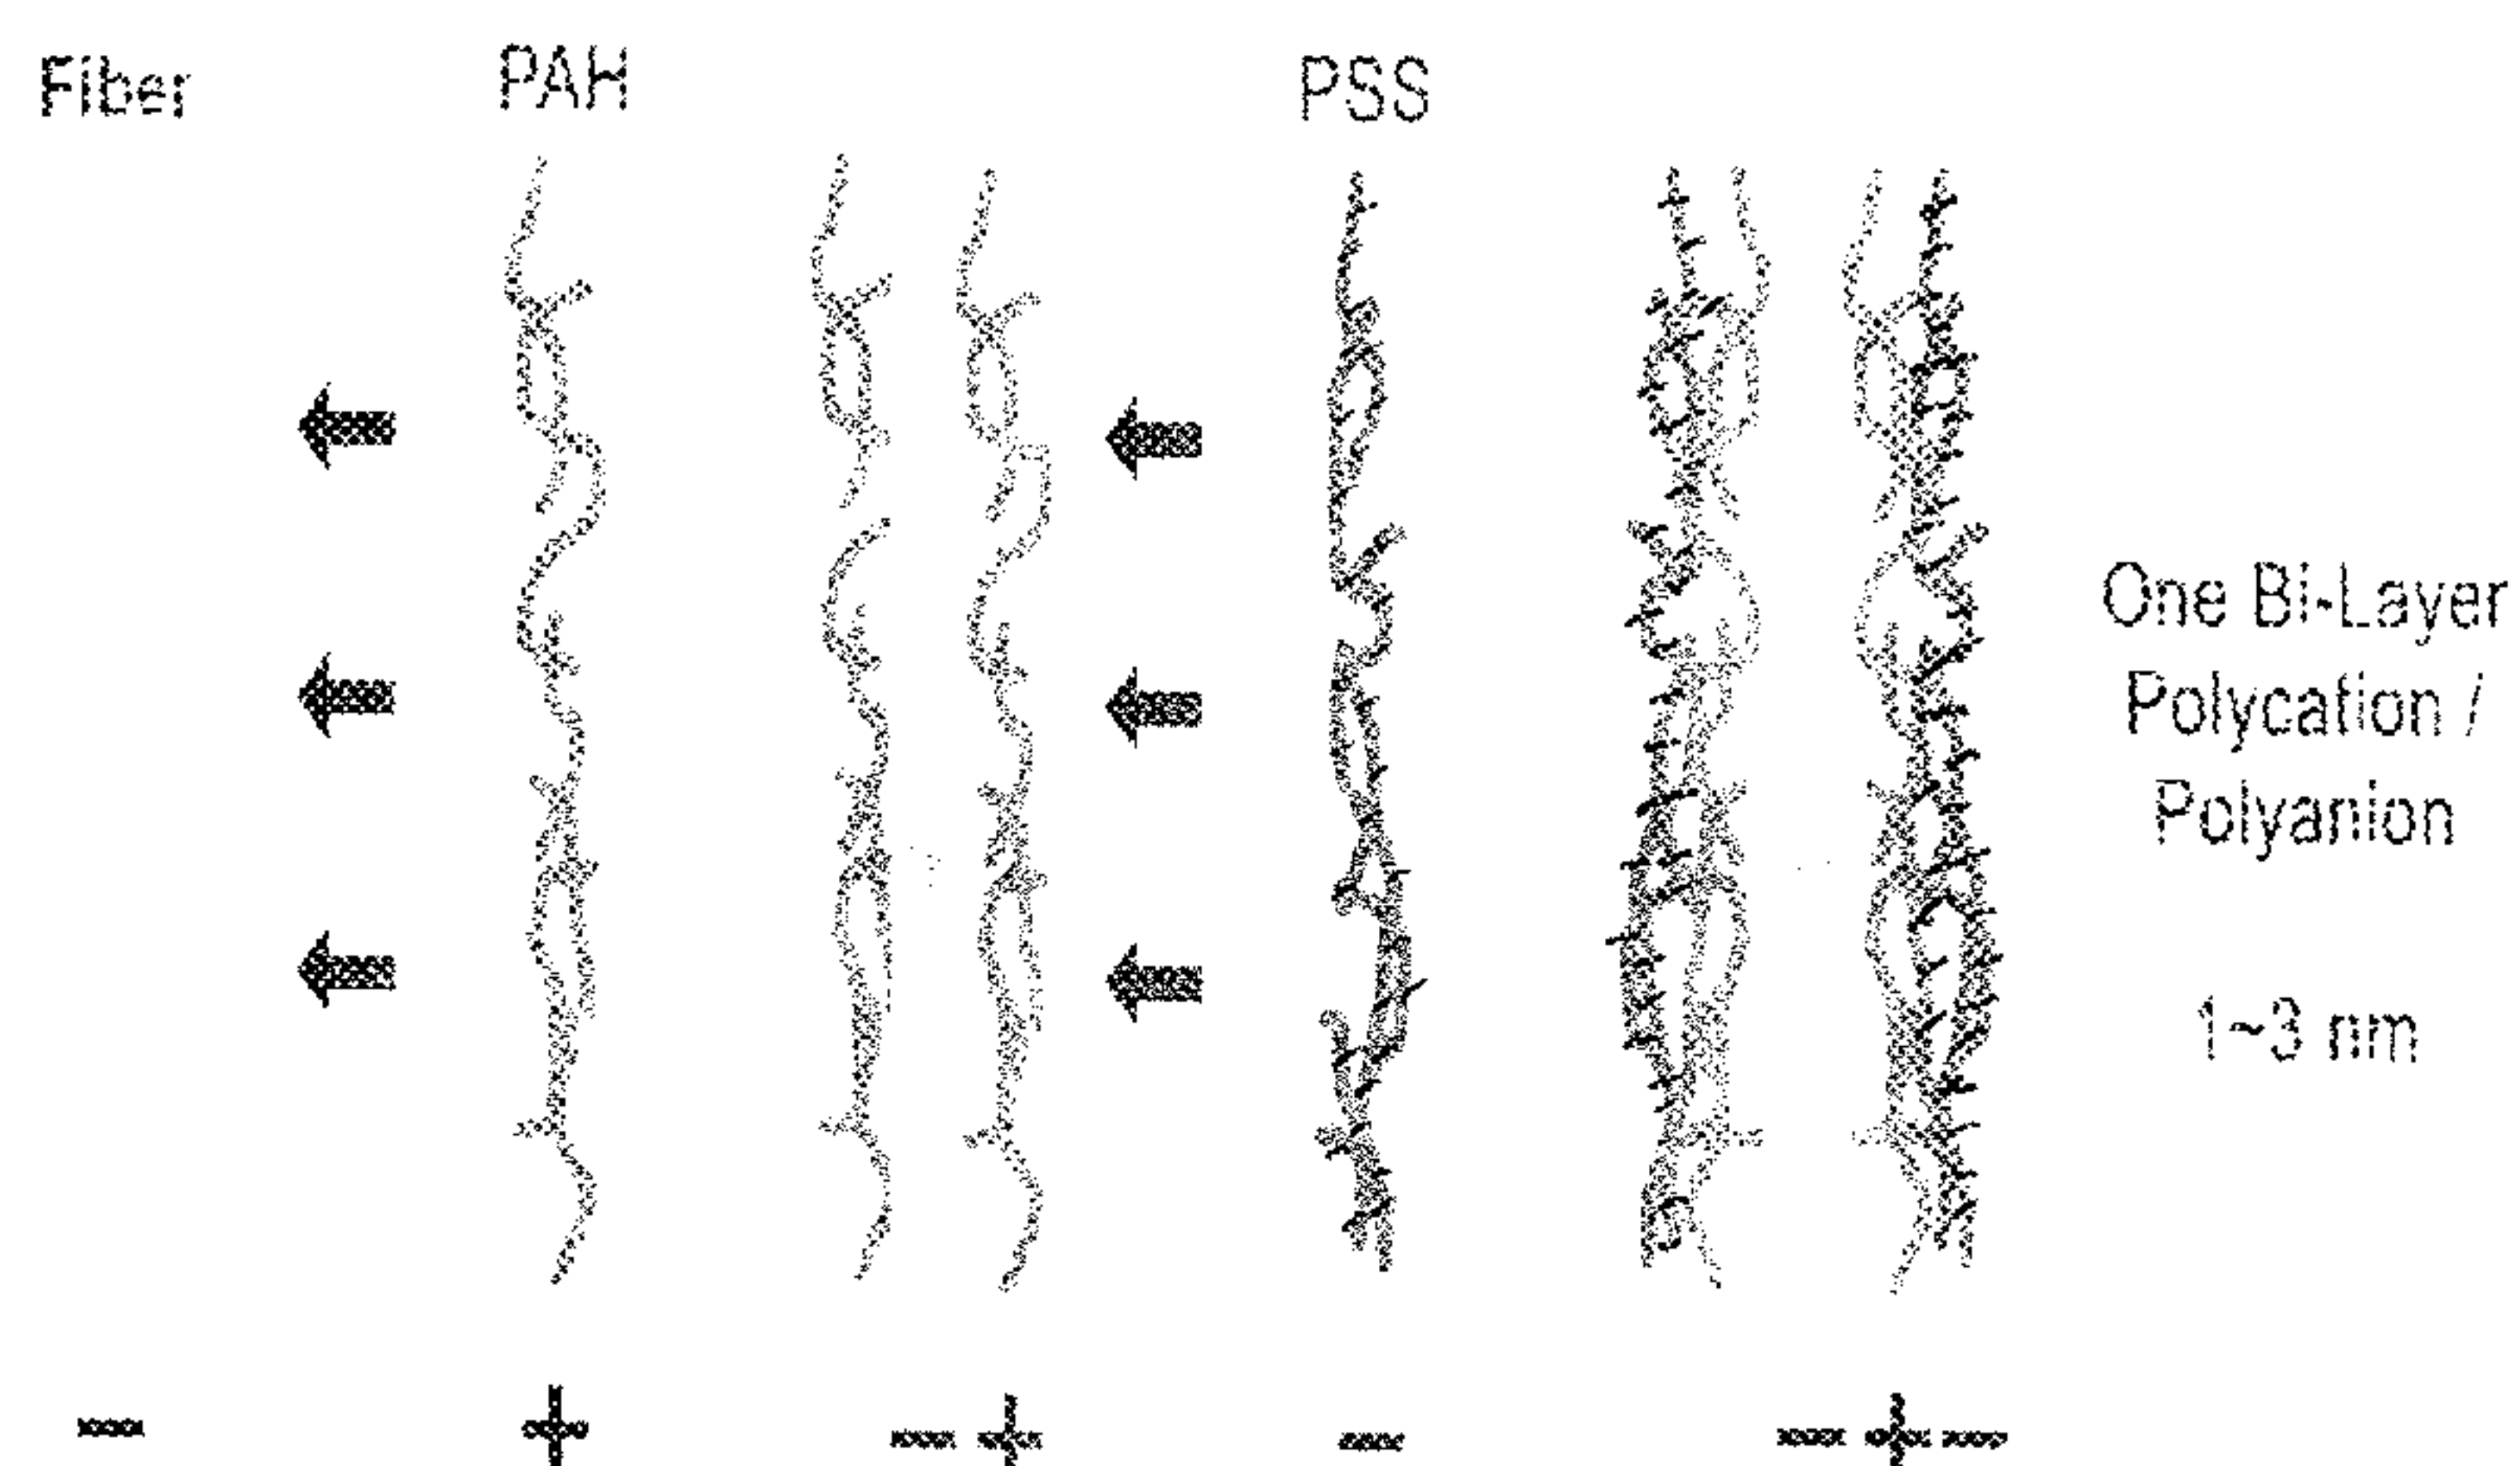 Fiber PAH PSS
One Bi-Layer
Polycation /
Polyanion
1~3 nm
− + − + − − + −